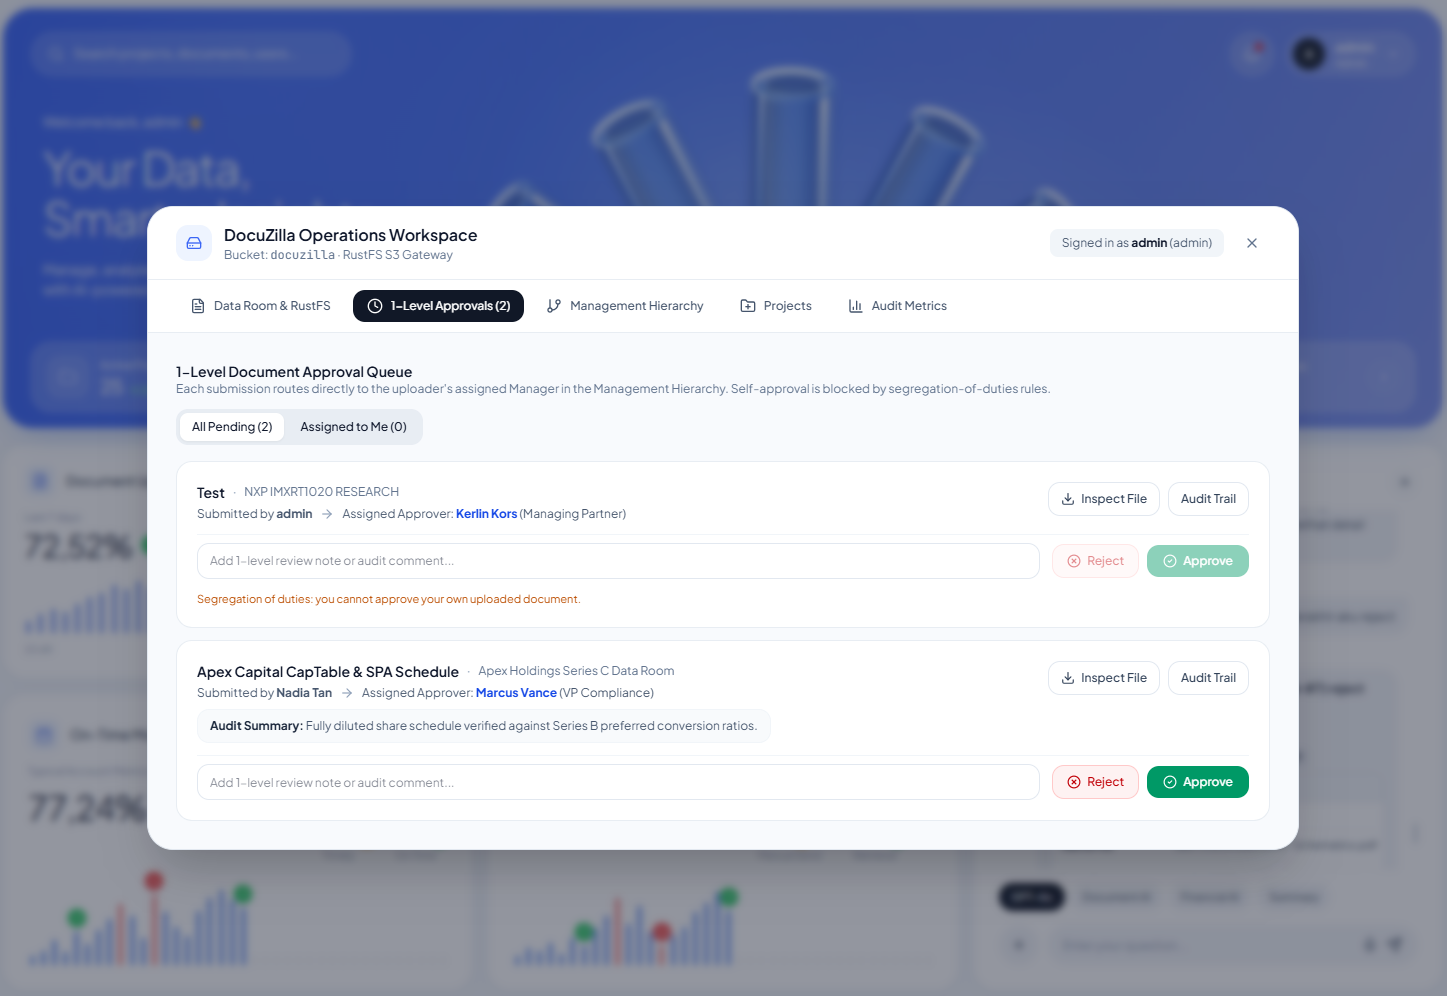 Your Data,
DocuZilla Operations Workspace
Bucket: docuzilla · RustFS S3 Gateway
Signed in as admin (admin)
Data Room & RustFS
1-Level Approvals (2)
Management Hierarchy
Projects
Audit Metrics
1-Level Document Approval Queue
Each submission routes directly to the uploader's assigned Manager in the Management Hierarchy. Self-approval is blocked by segregation-of-duties rules.
All Pending (2)
Assigned to Me (0)
Test · NXP IMXRT1020 RESEARCH
Submitted by admin → Assigned Approver: Kerlin Kors (Managing Partner)
Inspect File
Audit Trail
Add 1-level review note or audit comment...
Reject
Approve
Segregation of duties: you cannot approve your own uploaded document.
Apex Capital CapTable & SPA Schedule · Apex Holdings Series C Data Room
Submitted by Nadia Tan → Assigned Approver: Marcus Vance (VP Compliance)
Inspect File
Audit Trail
Audit Summary: Fully diluted share schedule verified against Series B preferred conversion ratios.
Add 1-level review note or audit comment...
Reject
Approve
72,52%
77,24%